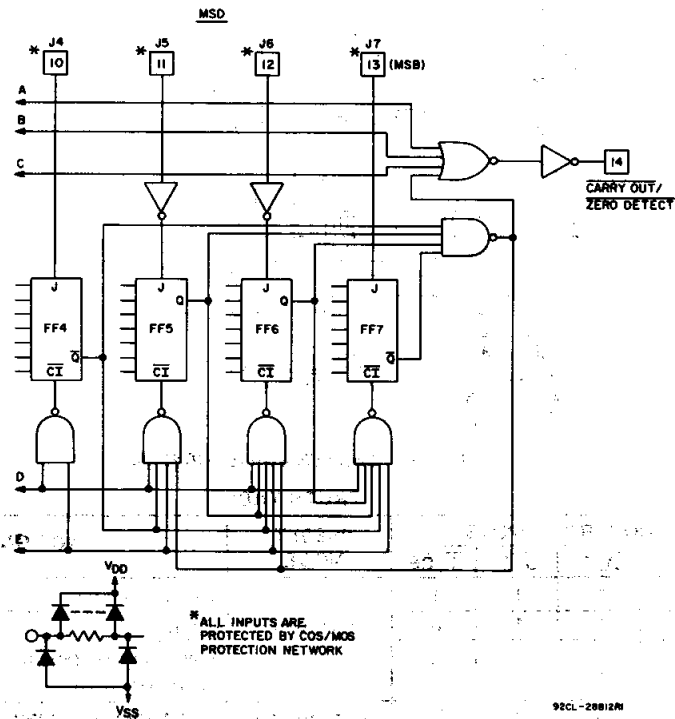 MSD
* J4 10
* J5 11
* J6 12
* J7 13 (MSB)
A
B
C
14
CARRY OUT/
ZERO DETECT
J
FF4
Q
CI
J
Q
FF5
CI
J
Q
FF6
CI
J
FF7
Q
CI
D
E
VDD
VSS
*ALL INPUTS ARE
PROTECTED BY COS/MOS
PROTECTION NETWORK
92CL-28812RI